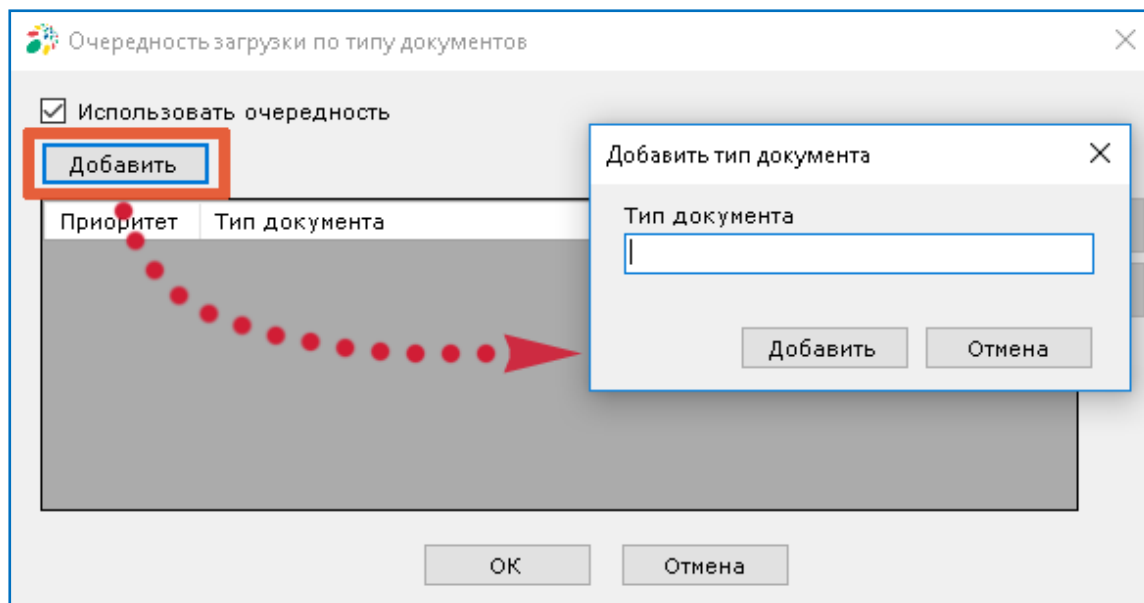 Очередность загрузки по типу документов
Использовать очередность
Добавить
Приоритет Тип документа
Добавить тип документа
Тип документа
Добавить Отмена
ОК Отмена